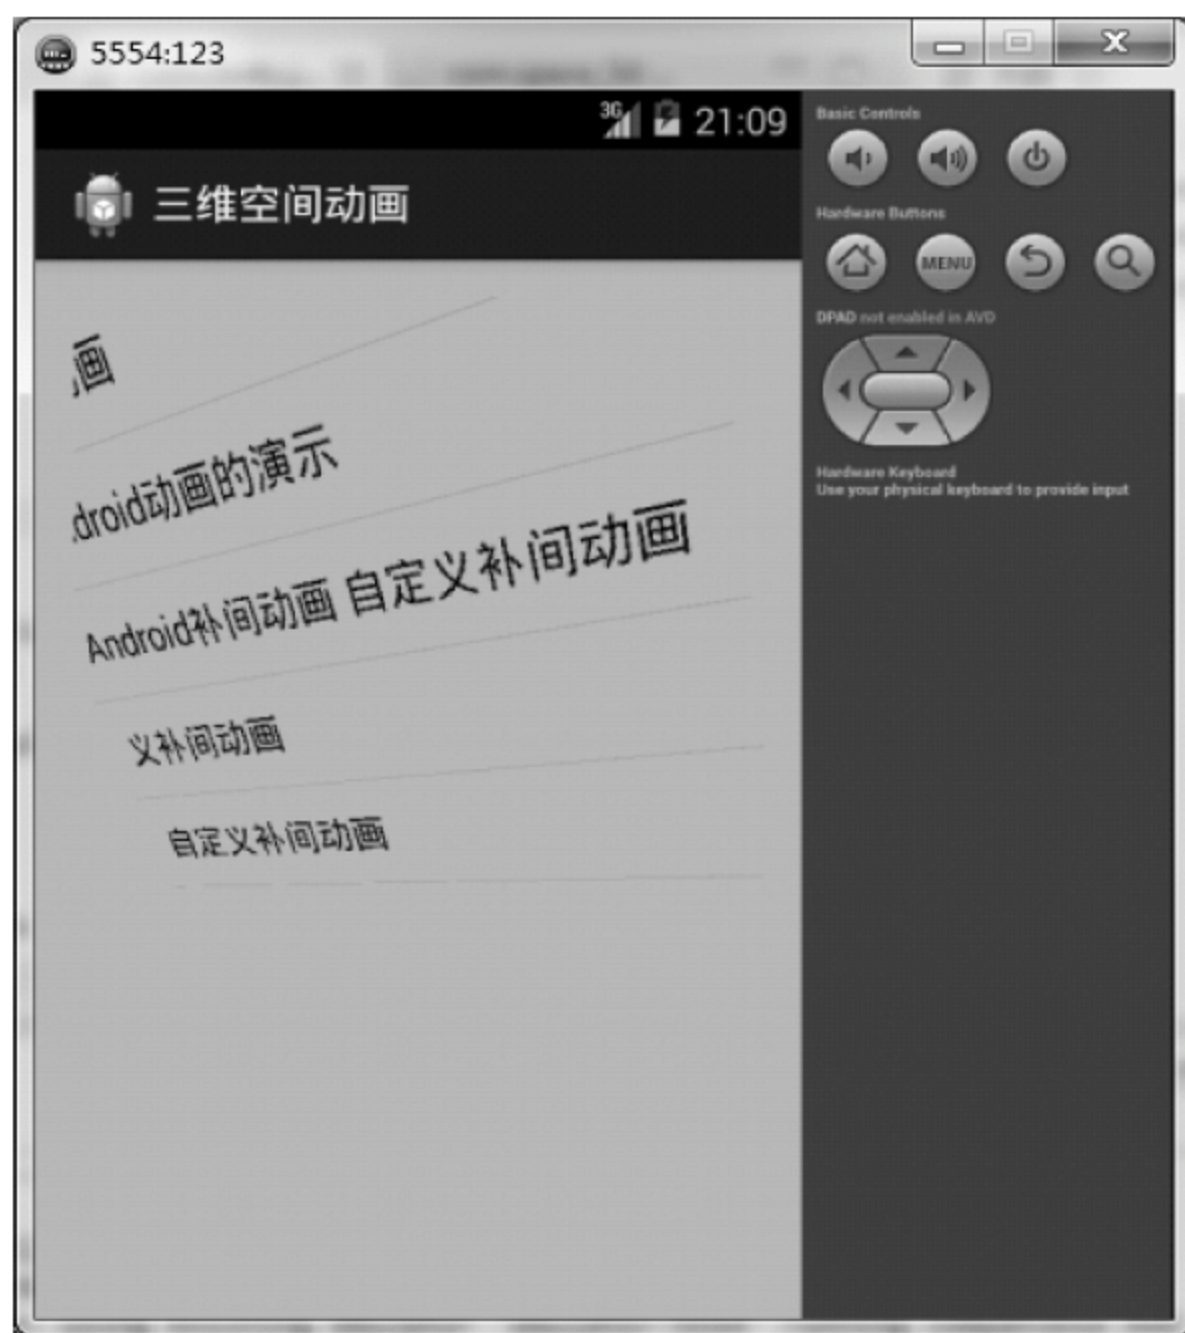 5554:123
3G 21:09
三维空间动画
画
droid动画的演示
Android补间动画 自定义补间动画
义补间动画
自定义补间动画
Basic Controls
Hardware Buttons
MENU
DPAD not enabled in AVD
Hardware Keyboard
Use your physical keyboard to provide input